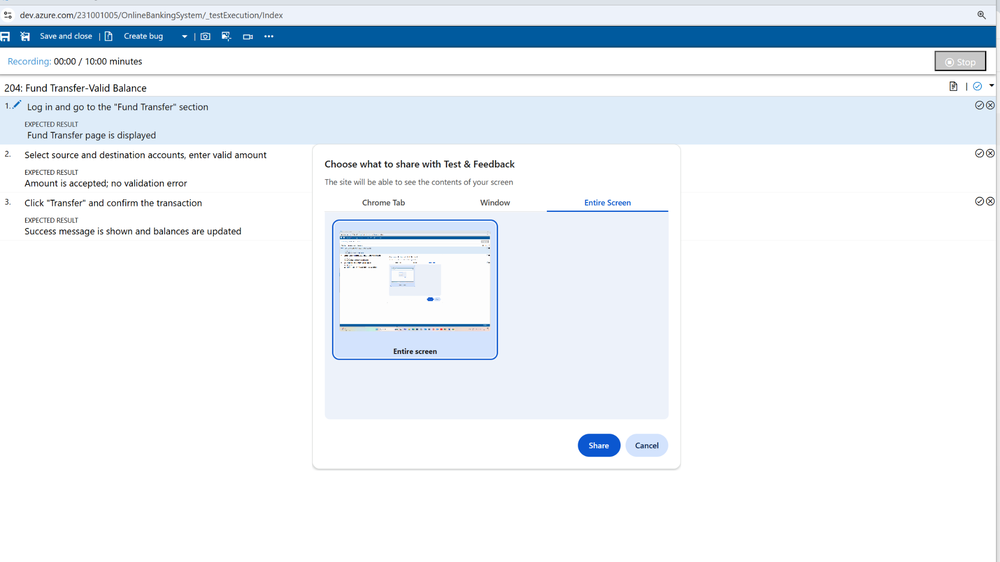 dev.azure.com/231001005/OnlineBankingSystem/_testExecution/Index
Save and close | Create bug |
Recording: 00:00 / 10:00 minutes
Stop
204: Fund Transfer-Valid Balance
1. Log in and go to the "Fund Transfer" section
EXPECTED RESULT
Fund Transfer page is displayed
2. Select source and destination accounts, enter valid amount
EXPECTED RESULT
Amount is accepted; no validation error
3. Click "Transfer" and confirm the transaction
EXPECTED RESULT
Success message is shown and balances are updated
Choose what to share with Test & Feedback
The site will be able to see the contents of your screen
Chrome Tab Window Entire Screen
Entire screen
Share Cancel